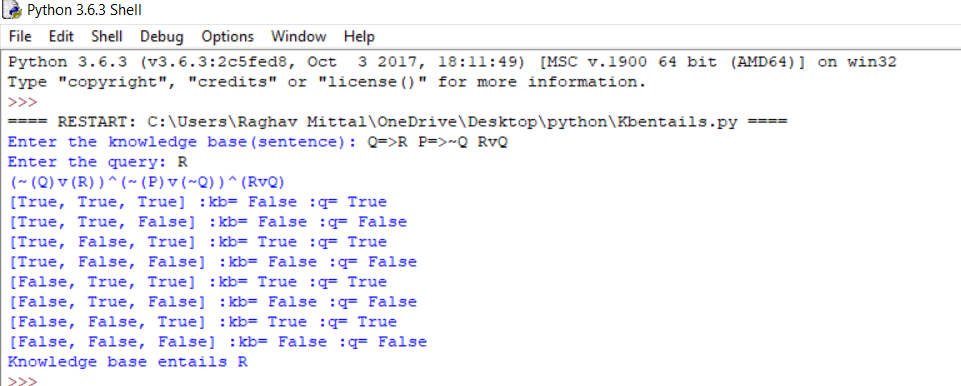 Python 3.6.3 Shell
File Edit Shell Debug Options Window Help
Python 3.6.3 (v3.6.3:2c5fed8, Oct  3 2017, 18:11:49) [MSC v.1900 64 bit (AMD64)] on win32
Type "copyright", "credits" or "license()" for more information.
>>>
==== RESTART: C:\Users\Raghav Mittal\OneDrive\Desktop\python\Kbentails.py ====
Enter the knowledge base(sentence): Q=>R P=>~Q RvQ
Enter the query: R
(~(Q)v(R))^(~(P)v(~Q))^(RvQ)
[True, True, True] :kb= False :q= True
[True, True, False] :kb= False :q= False
[True, False, True] :kb= True :q= True
[True, False, False] :kb= False :q= False
[False, True, True] :kb= True :q= True
[False, True, False] :kb= False :q= False
[False, False, True] :kb= True :q= True
[False, False, False] :kb= False :q= False
Knowledge base entails R
>>>